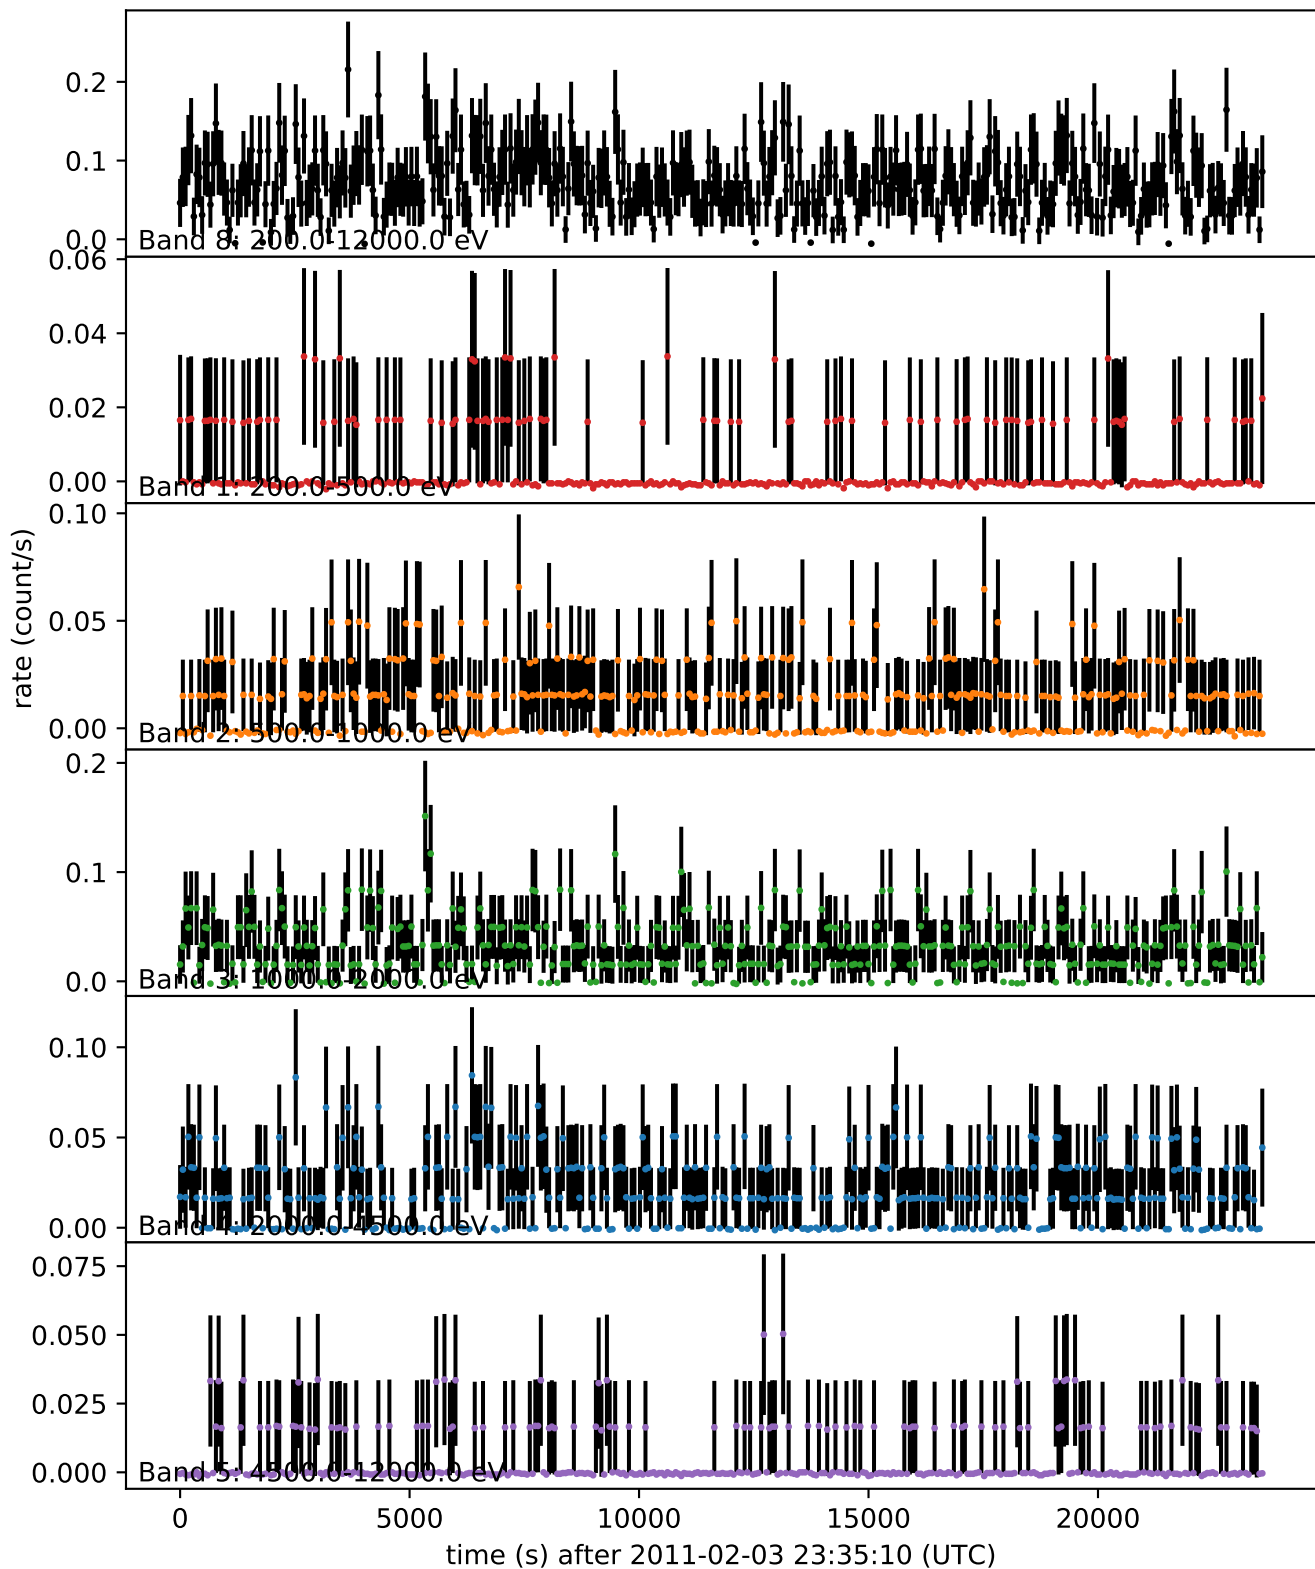 0.2
0.1
0.0
Band 8: 200.0-12000.0 eV
0.06
0.04
0.02
0.00
Band 1: 200.0-500.0 eV
0.10
0.05
0.00
Band 2: 500.0-1000.0 eV
rate (count/s)
0.2
0.1
0.0
Band 3: 1000.0-2000.0 eV
0.10
0.05
0.00
Band 4: 2000.0-4500.0 eV
0.075
0.050
0.025
0.000
Band 5: 4500.0-12000.0 eV
0 5000 10000 15000 20000
time (s) after 2011-02-03 23:35:10 (UTC)